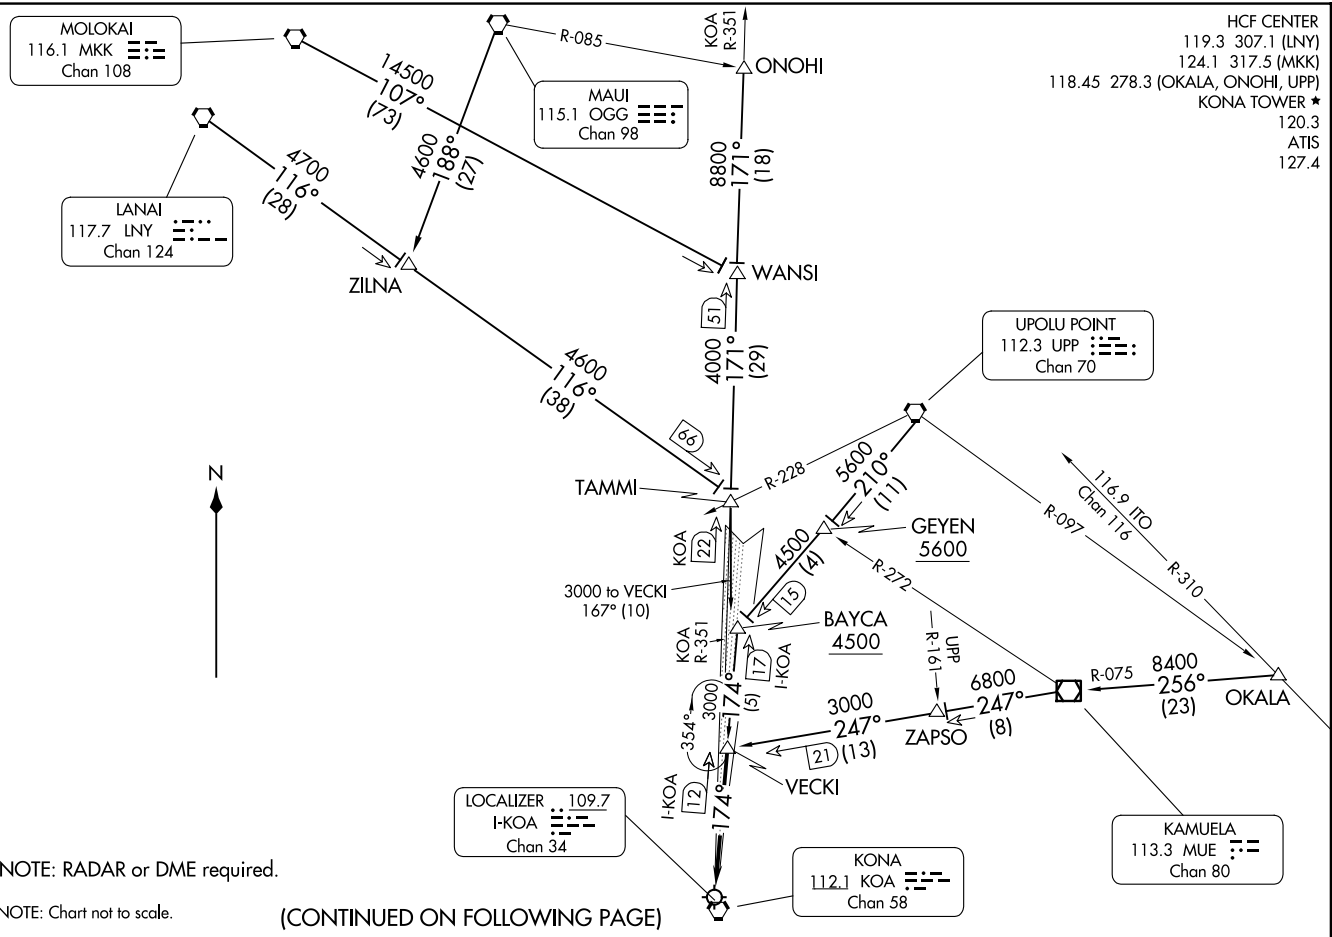 MOLOKAI
116.1 MKK
Chan 108
R-085
KOA
R-351
ONOHI
HCF CENTER
119.3 307.1 (LNY)
124.1 317.5 (MKK)
118.45 278.3 (OKALA, ONOHI, UPP)
KONA TOWER ★
120.3
ATIS
127.4
14500
107°
(73)
MAUI
115.1 OGG
Chan 98
4600
188°
(27)
8800
171°
(18)
4700
116°
(28)
LANAI
117.7 LNY
Chan 124
ZILNA
WANSI
51
4000
171°
(29)
UPOLU POINT
112.3 UPP
Chan 70
4600
116°
(38)
66
N
TAMMI
R-228
5600
210°
(11)
116.9 ITO
Chan 116
R-097
R-310
KOA
22
4500
(4)
GEYEN
5600
R-272
3000 to VECKI
167° (10)
15
BAYCA
4500
KOA
R-351
17
I-KOA
UPP
R-161
3000
174°
(5)
354°
6800
247°
(8)
R-075
8400
256°
(23)
OKALA
3000
247°
21
(13)
ZAPSO
I-KOA
12
174°
VECKI
LOCALIZER 109.7
I-KOA
Chan 34
KONA
112.1 KOA
Chan 58
KAMUELA
113.3 MUE
Chan 80
NOTE: RADAR or DME required.
NOTE: Chart not to scale.
(CONTINUED ON FOLLOWING PAGE)